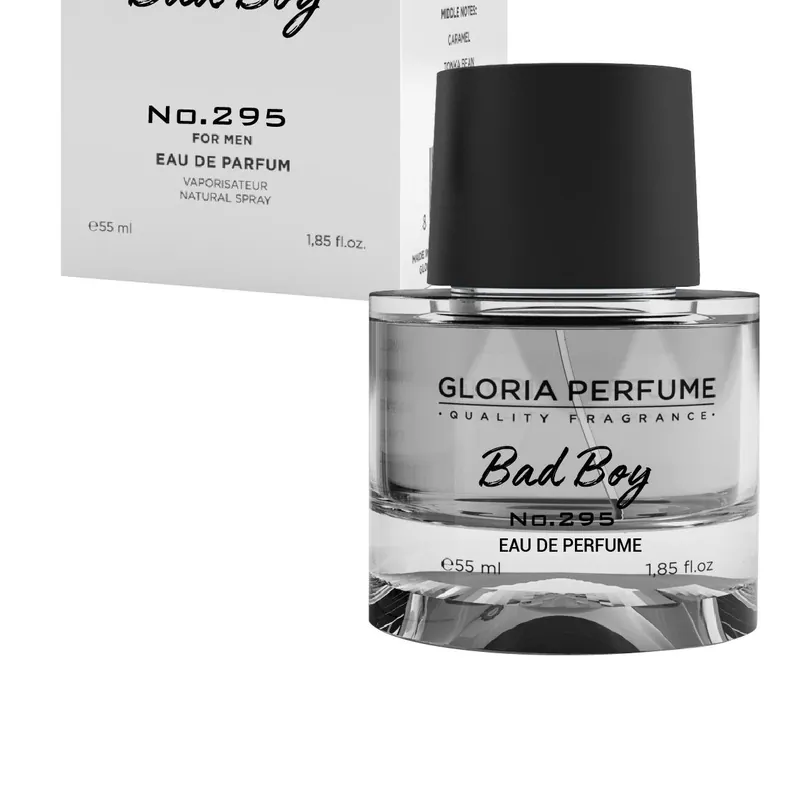 Bad Boy
No.295
FOR MEN
EAU DE PARFUM
VAPORISATEUR
NATURAL SPRAY
℮55 ml
1,85 fl.oz.
MIDDLE NOTES:
CARAMEL
TONKA BEAN
8
GLORIA PERFUME
·QUALITY FRAGRANCE·
Bad Boy
No.295
EAU DE PERFUME
℮55 ml
1,85 fl.oz